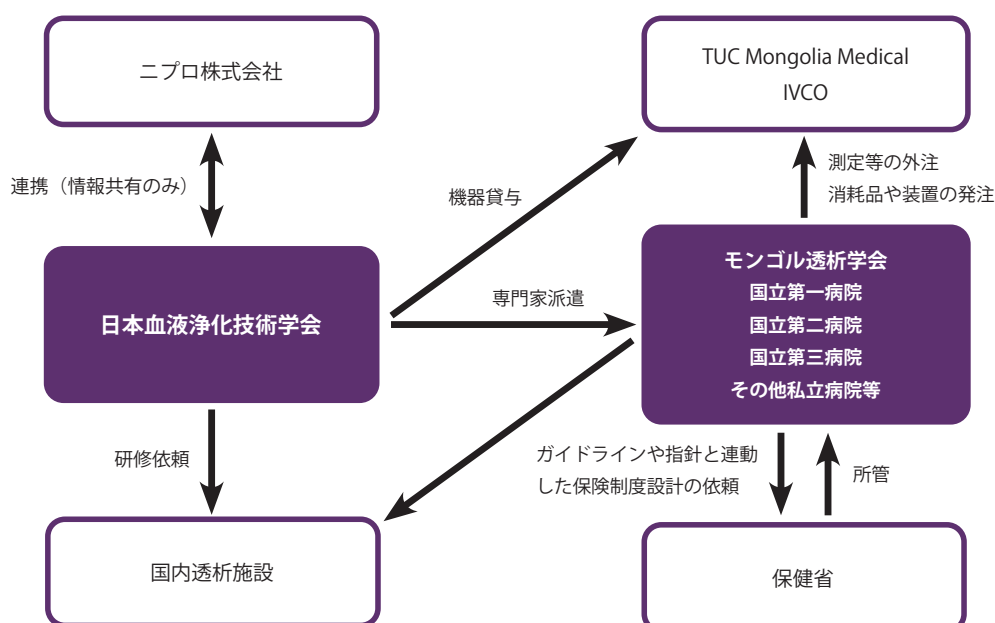 ニプロ株式会社
TUC Mongolia Medical
IVCO
連携（情報共有のみ）
機器貸与
測定等の外注
消耗品や装置の発注
日本血液浄化技術学会
専門家派遣
モンゴル透析学会
国立第一病院
国立第二病院
国立第三病院
その他私立病院等
研修依頼
ガイドラインや指針と連動
した保険制度設計の依頼
所管
国内透析施設
保健省